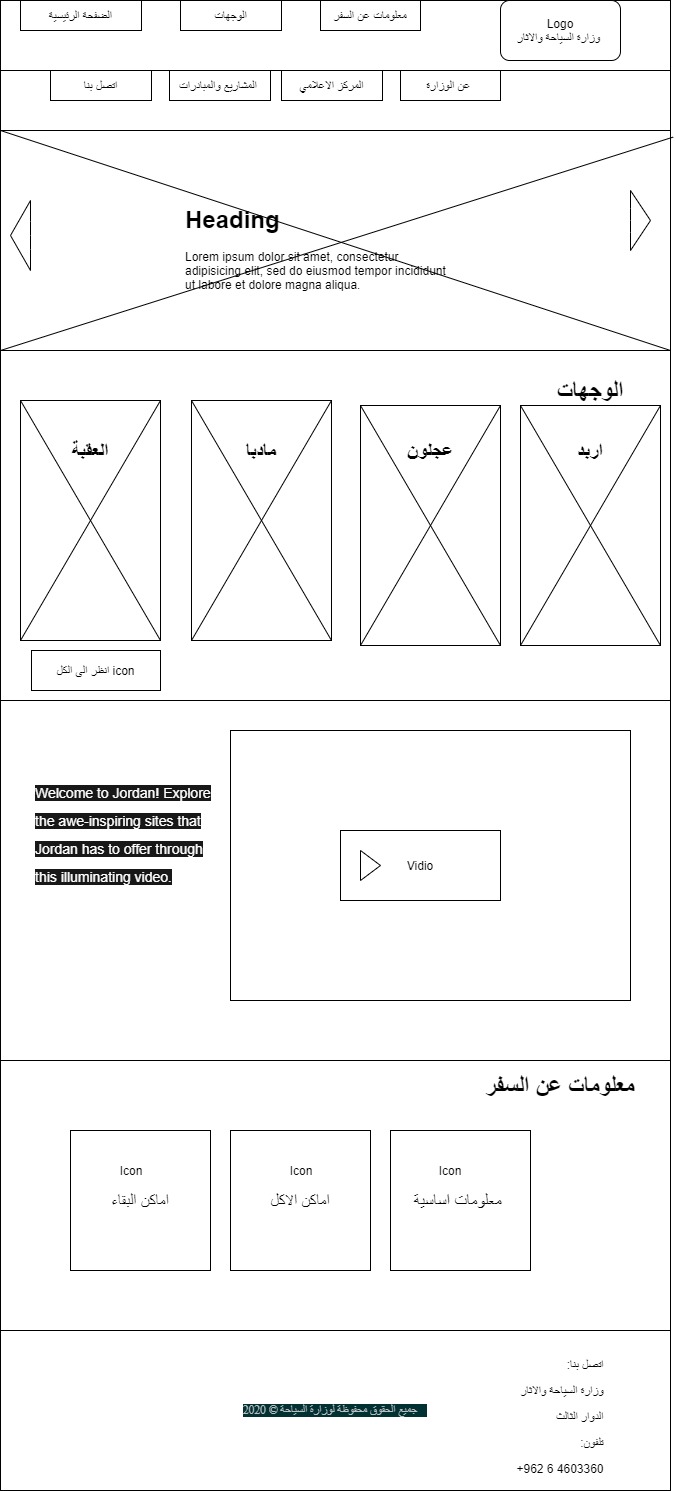 Logo
وزارة السياحة والاثار
معلومات عن السفر
الوجهات
الصفحة الرئيسية
عن الوزارة
المركز الاعلامي
المشاريع والمبادرات
اتصل بنا
Heading
Lorem ipsum dolor sit amet, consectetur
adipisicing elit, sed do eiusmod tempor incididunt
ut labore et dolore magna aliqua.
الوجهات
اربد
عجلون
مادبا
العقبة
انظر الى الكل icon
Welcome to Jordan! Explore
the awe-inspiring sites that
Jordan has to offer through
this illuminating video.
Vidio
معلومات عن السفر
Icon
معلومات اساسية
Icon
اماكن الاكل
Icon
اماكن البقاء
اتصل بنا:
وزارة السياحة والاثار
الدوار الثالث
تلفون:
+962 6 4603360
جميع الحقوق محفوظة لوزارة السياحة © 2020